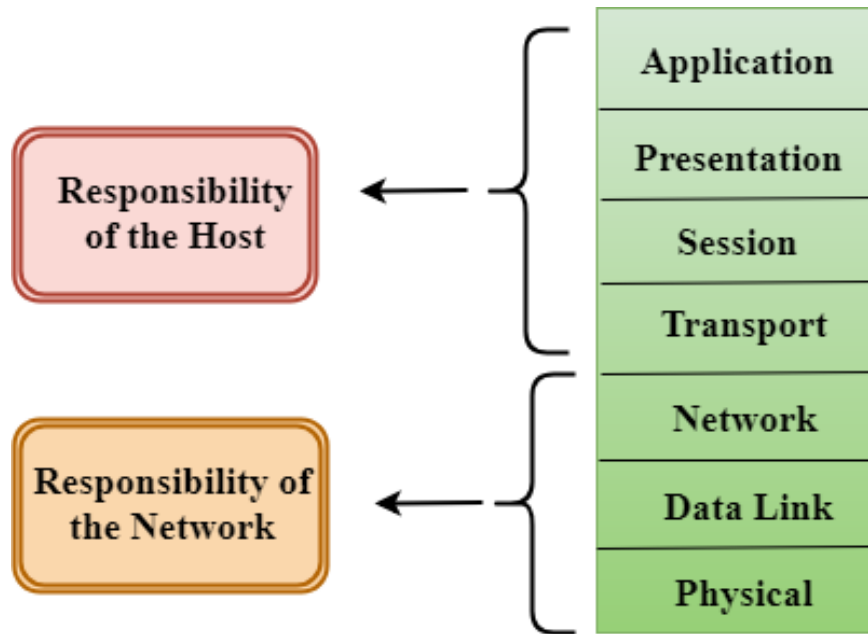 Application
Presentation
Session
Transport
Network
Data Link
Physical
Responsibility
of the Host
Responsibility of
the Network